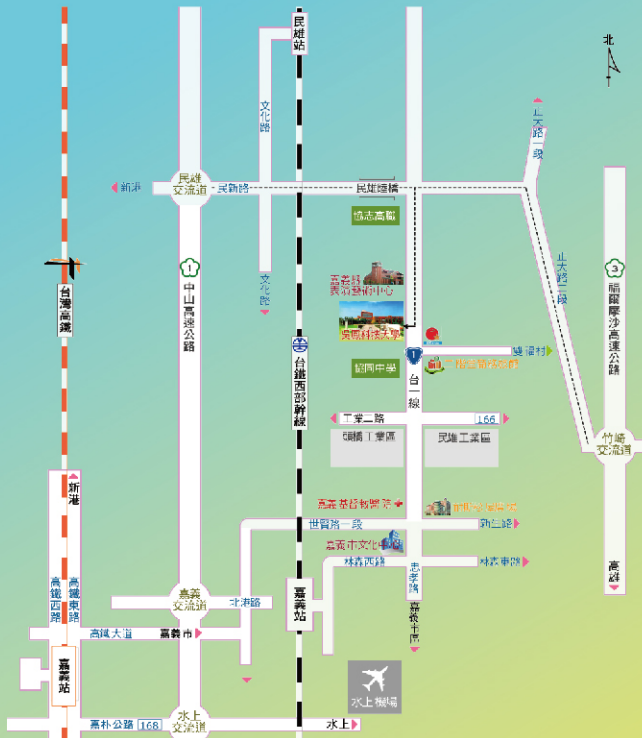 民雄站
北
文化路
正大路一段
民雄
交流道
新港
民新路
民雄陸橋
協志高職
正大路二段
1
中山高速公路
3
福爾摩沙高速公路
嘉義縣
表演藝術中心
文化路
台灣高鐵
吳鳳科技大學
台鐵西部幹線
1
台一線
雙福村
協同中學
工業二路
166
頭橋工業區
民雄工業區
竹崎
交流道
新港
嘉義基督教醫院
世賢路一段
新生路
嘉義市文化中心
林森西路
忠孝路
林森東路
高雄
高鐵西路
高鐵東路
嘉義
交流道
北港路
嘉義站
嘉義市區
高鐵大道
嘉義市
嘉義站
水上機場
嘉朴公路
168
水上
交流道
水上